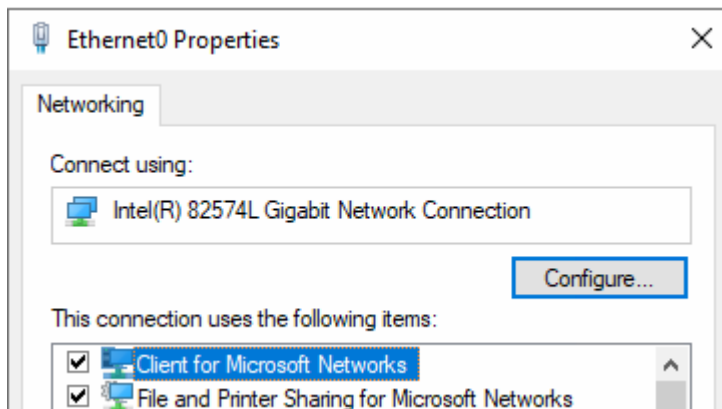 Ethernet0 Properties
Networking
Connect using:
Intel(R) 82574L Gigabit Network Connection
Configure...
This connection uses the following items:
Client for Microsoft Networks
File and Printer Sharing for Microsoft Networks